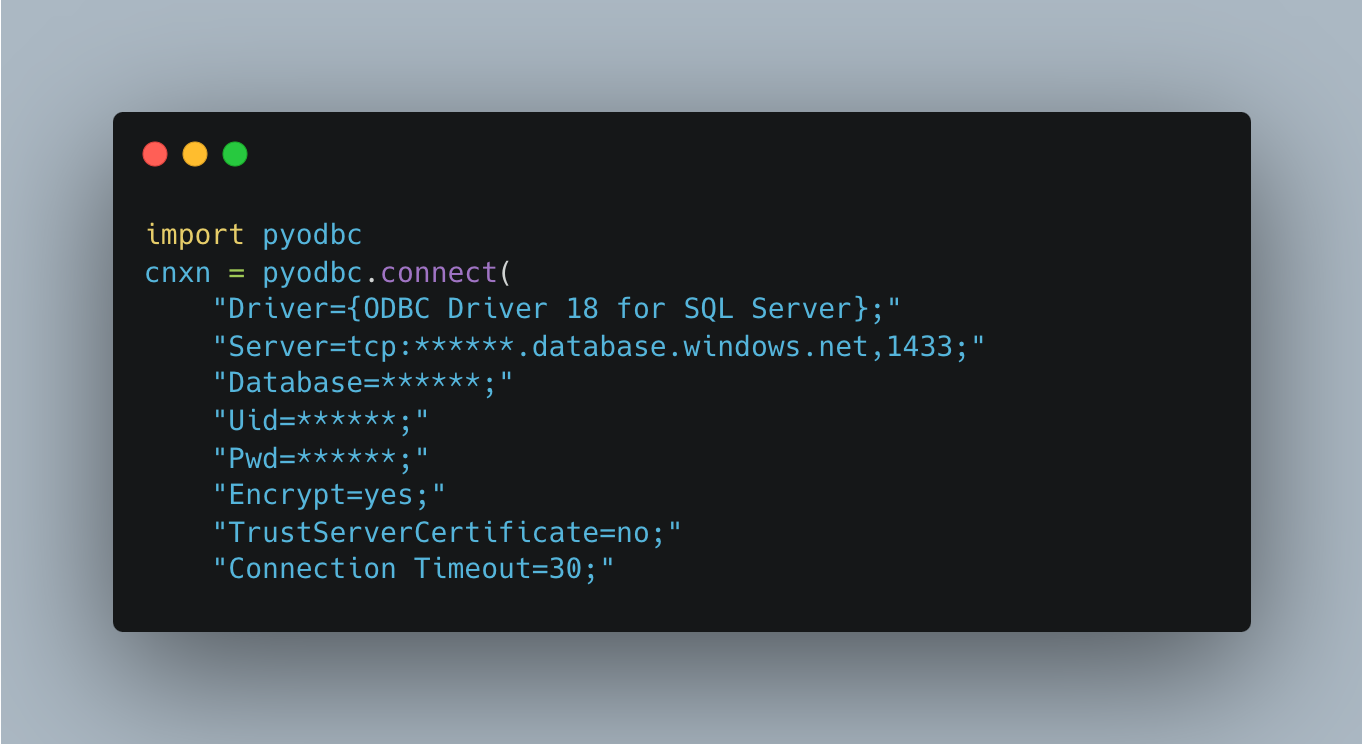 import pyodbc
cnxn = pyodbc.connect(
    "Driver={ODBC Driver 18 for SQL Server};"
    "Server=tcp:******.database.windows.net,1433;"
    "Database=******;"
    "Uid=******;"
    "Pwd=******;"
    "Encrypt=yes;"
    "TrustServerCertificate=no;"
    "Connection Timeout=30;"